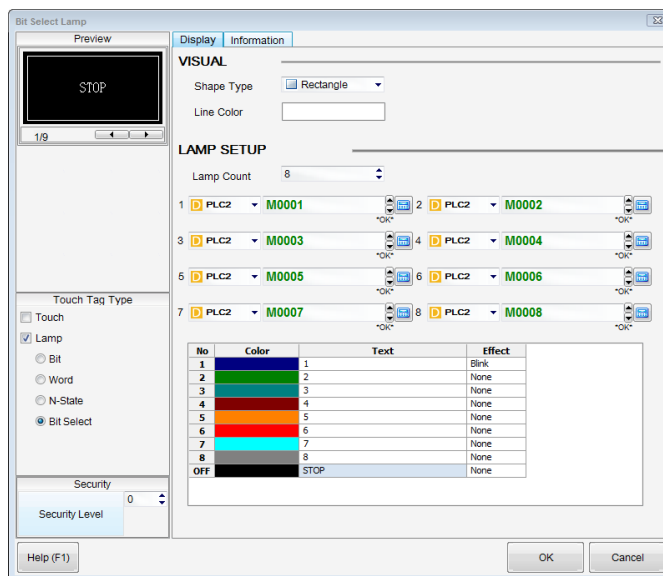 Bit Select Lamp
Preview
STOP
1/9
Display Information
VISUAL
Shape Type Rectangle
Line Color
LAMP SETUP
Lamp Count 8
1 D PLC2 M0001 2 D PLC2 M0002
*OK* *OK*
3 D PLC2 M0003 4 D PLC2 M0004
*OK* *OK*
5 D PLC2 M0005 6 D PLC2 M0006
*OK* *OK*
7 D PLC2 M0007 8 D PLC2 M0008
*OK* *OK*
Touch Tag Type
Touch
Lamp
Bit
Word
N-State
Bit Select
No Color Text Effect
1 1 Blink
2 2 None
3 3 None
4 4 None
5 5 None
6 6 None
7 7 None
8 8 None
OFF STOP None
Security
0
Security Level
Help (F1) OK Cancel